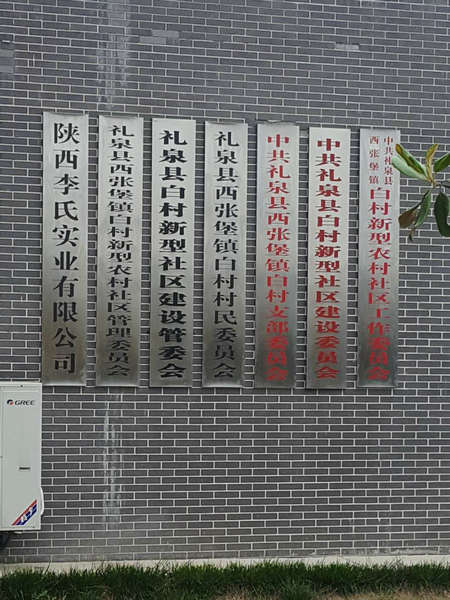 陕西李氏实业有限公司
礼泉县西张堡镇白村新型农村社区管理委员会
礼泉县白村新型社区建设管委会
礼泉县西张堡镇白村村民委员会
中共礼泉县西张堡镇白村支部委员会
中共礼泉县白村新型社区建设委员会
中共礼泉县
西张堡镇
白村新型农村社区工作委员会
GREE